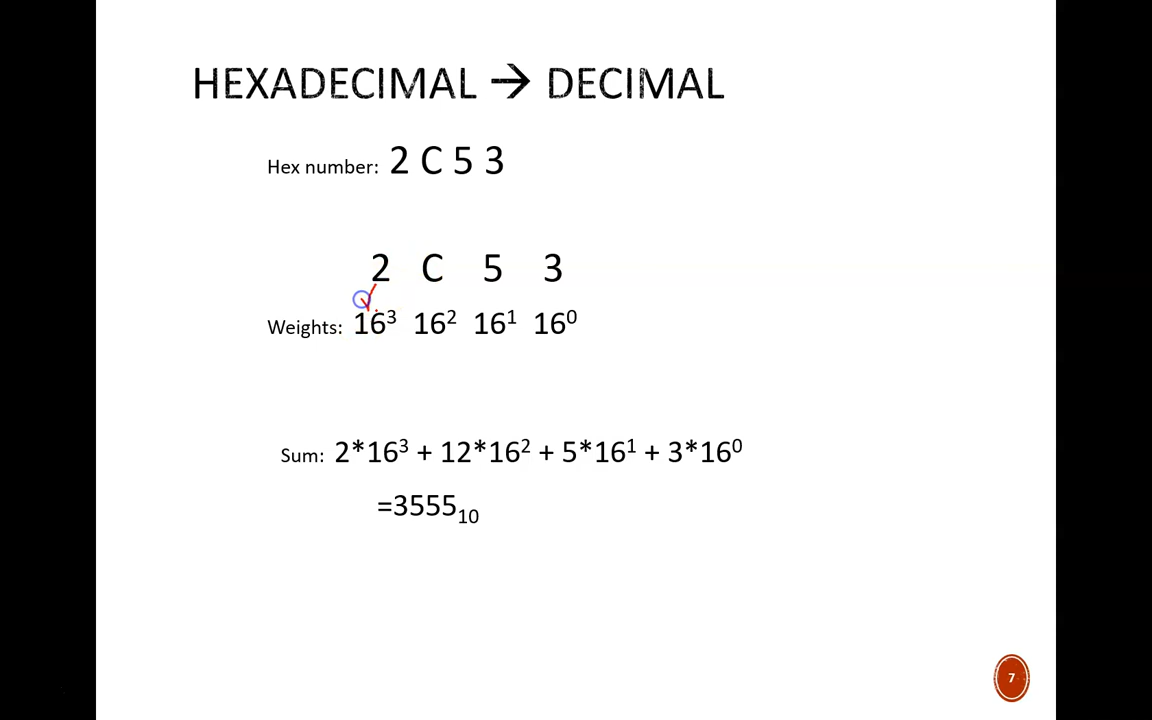 HEXADECIMAL → DECIMAL
Hex number: 2 C 5 3
2 C 5 3
Weights: 16³ 16² 16¹ 16⁰
Sum: 2*16³ + 12*16² + 5*16¹ + 3*16⁰
=3555₁₀
7